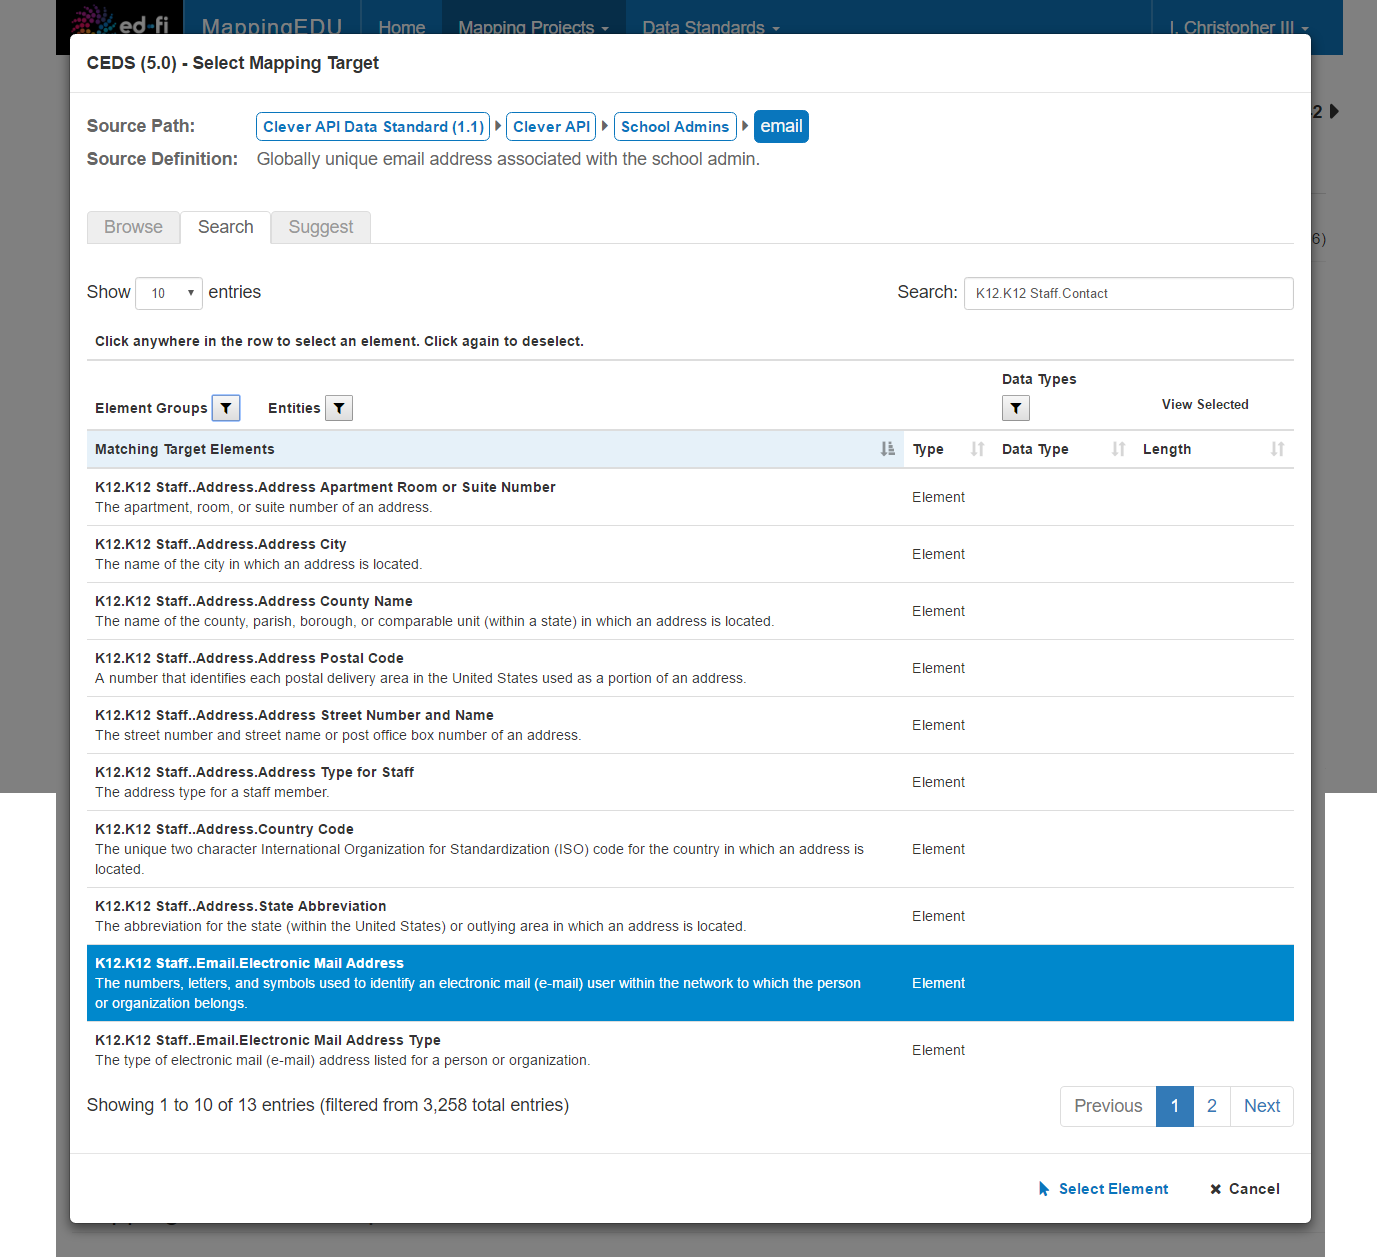 ed-fi MappingEDU Home Mapping Projects Data Standards I. Christopher III
CEDS (5.0) - Select Mapping Target
Source Path: Clever API Data Standard (1.1) Clever API School Admins email
Source Definition: Globally unique email address associated with the school admin.
Browse Search Suggest
Show 10 entries Search: K12.K12 Staff.Contact
Click anywhere in the row to select an element. Click again to deselect.
Data Types
Element Groups Entities View Selected
Matching Target Elements Type Data Type Length
K12.K12 Staff..Address.Address Apartment Room or Suite Number
The apartment, room, or suite number of an address.
Element
K12.K12 Staff..Address.Address City
The name of the city in which an address is located.
Element
K12.K12 Staff..Address.Address County Name
The name of the county, parish, borough, or comparable unit (within a state) in which an address is located.
Element
K12.K12 Staff..Address.Address Postal Code
A number that identifies each postal delivery area in the United States used as a portion of an address.
Element
K12.K12 Staff..Address.Address Street Number and Name
The street number and street name or post office box number of an address.
Element
K12.K12 Staff..Address.Address Type for Staff
The address type for a staff member.
Element
K12.K12 Staff..Address.Country Code
The unique two character International Organization for Standardization (ISO) code for the country in which an address is
located.
Element
K12.K12 Staff..Address.State Abbreviation
The abbreviation for the state (within the United States) or outlying area in which an address is located.
Element
K12.K12 Staff..Email.Electronic Mail Address
The numbers, letters, and symbols used to identify an electronic mail (e-mail) user within the network to which the person
or organization belongs.
Element
K12.K12 Staff..Email.Electronic Mail Address Type
The type of electronic mail (e-mail) address listed for a person or organization.
Element
Showing 1 to 10 of 13 entries (filtered from 3,258 total entries)
Previous 1 2 Next
Select Element Cancel